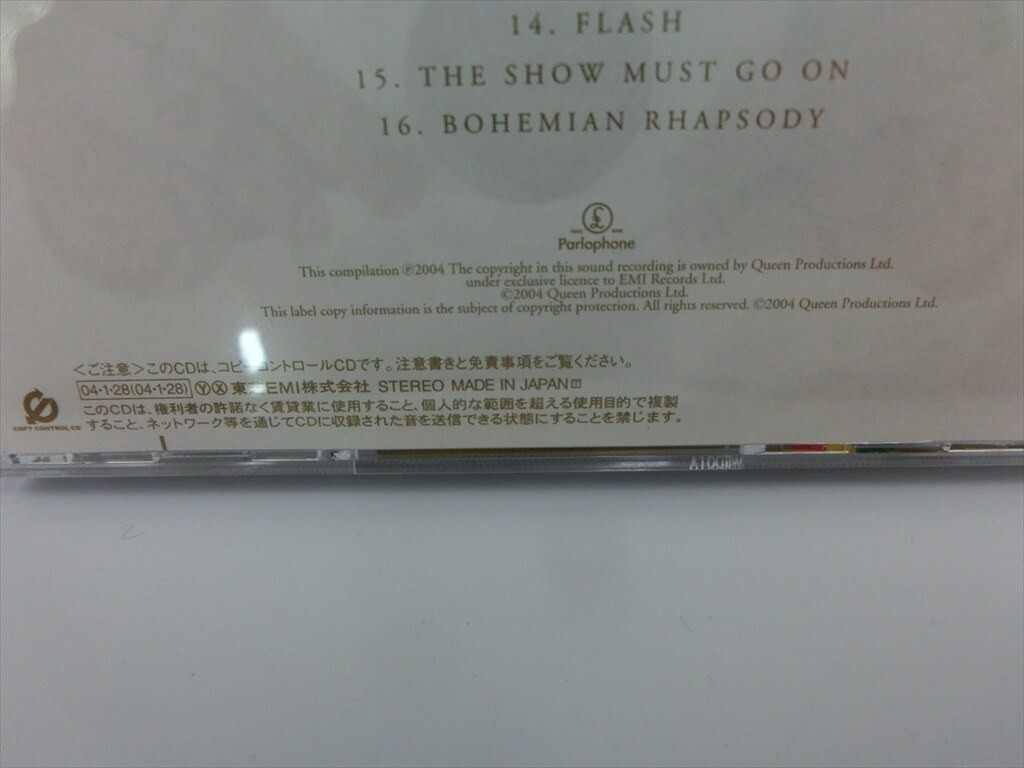 14. FLASH
15. THE SHOW MUST GO ON
16. BOHEMIAN RHAPSODY
£
Parlophone
This compilation ℗2004 The copyright in this sound recording is owned by Queen Productions Ltd.
under exclusive licence to EMI Records Ltd.
©2004 Queen Productions Ltd.
This label copy information is the subject of copyright protection. All rights reserved. ©2004 Queen Productions Ltd.
<ご注意>このCDは、コピーコントロールCDです。注意書きと免責事項をご覧ください。
04・1・28(04・1・28) Ⓨ Ⓧ 東 EMI株式会社 STEREO MADE IN JAPAN
このCDは、権利者の許諾なく賃貸業に使用すること、個人的な範囲を超える使用目的で複製
すること、ネットワーク等を通じてCDに収録された音を送信できる状態にすることを禁じます。
COPY CONTROL CD